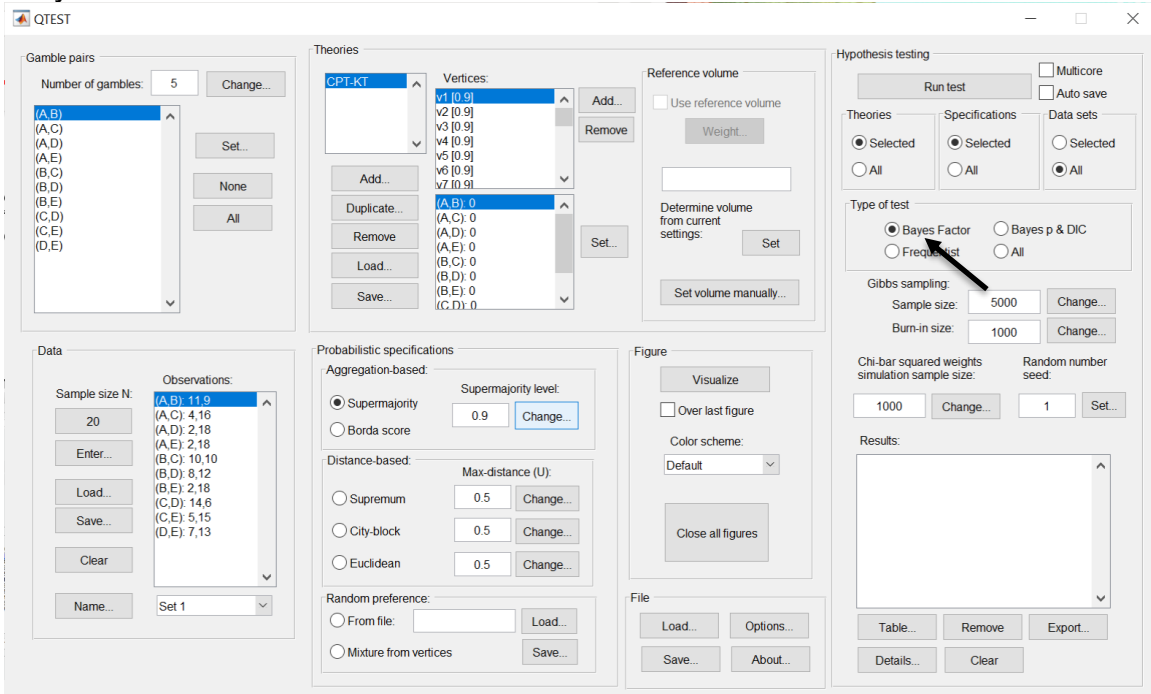 QTEST
Gamble pairs
Number of gambles: 5 Change...
(A,B)
(A,C)
(A,D)
(A,E)
(B,C)
(B,D)
(B,E)
(C,D)
(C,E)
(D,E)
Set...
None
All
Theories
CPT-KT
Add...
Duplicate...
Remove
Load...
Save...
Vertices:
v1 [0.9]
v2 [0.9]
v3 [0.9]
v4 [0.9]
v5 [0.9]
v6 [0.9]
v7 [0.9]
Add...
Remove
(A,B): 0
(A,C): 0
(A,D): 0
(A,E): 0
(B,C): 0
(B,D): 0
(B,E): 0
(C,D): 0
Set...
Reference volume
Use reference volume
Weight...
Determine volume
from current
settings:
Set
Set volume manually...
Hypothesis testing
Run test
Multicore
Auto save
Theories
Selected
All
Specifications
Selected
All
Data sets
Selected
All
Type of test
Bayes Factor Bayes p & DIC
Frequentist All
Gibbs sampling:
Sample size: 5000 Change...
Burn-in size: 1000 Change...
Chi-bar squared weights
simulation sample size:
1000 Change...
Random number
seed:
1 Set...
Results:
Table... Remove Export...
Details... Clear
Data
Sample size N:
20
Enter...
Load...
Save...
Clear
Name... Set 1
Observations:
(A,B): 11,9
(A,C): 4,16
(A,D): 2,18
(A,E): 2,18
(B,C): 10,10
(B,D): 8,12
(B,E): 2,18
(C,D): 14,6
(C,E): 5,15
(D,E): 7,13
Probabilistic specifications
Aggregation-based:
Supermajority level:
Supermajority 0.9 Change...
Borda score
Distance-based:
Max-distance (U):
Supremum 0.5 Change...
City-block 0.5 Change...
Euclidean 0.5 Change...
Random preference:
From file: Load...
Mixture from vertices Save...
Figure
Visualize
Over last figure
Color scheme:
Default
Close all figures
File
Load... Options...
Save... About...